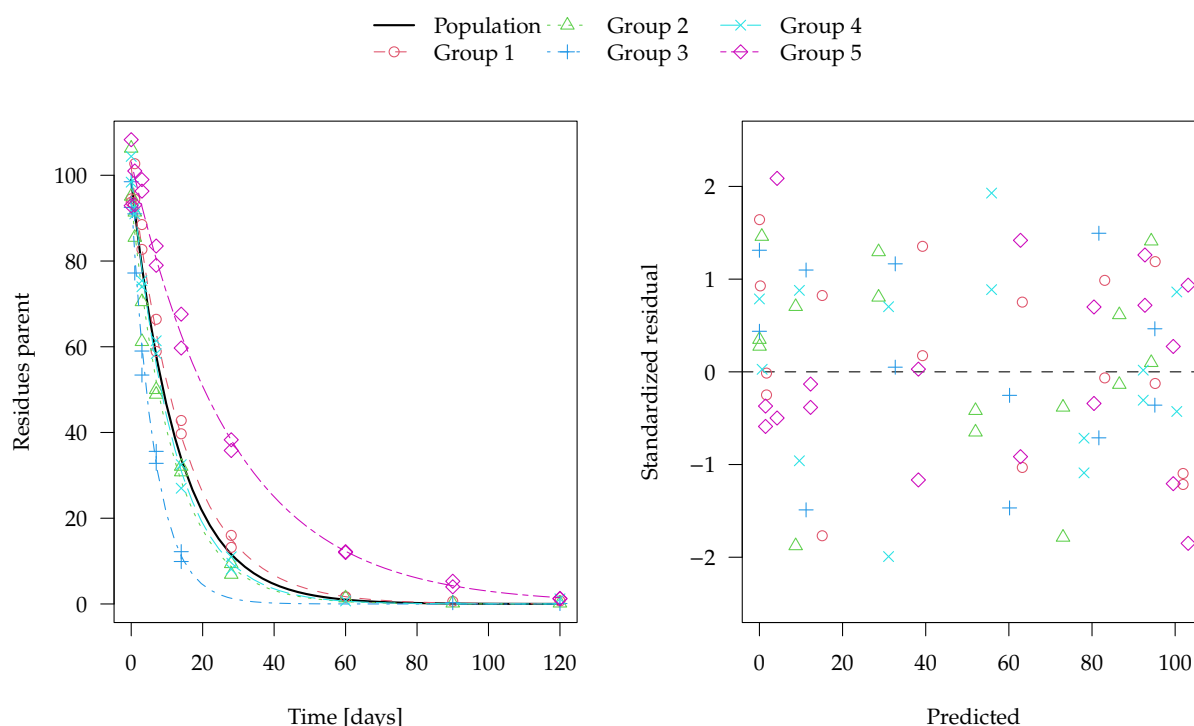 Population Group 2 Group 4
Group 1 Group 3 Group 5
100
80
60
40
20
0
0 20 40 60 80 100 120
Residues parent
Time [days]
2
1
0
−1
−2
0 20 40 60 80 100
Standardized residual
Predicted